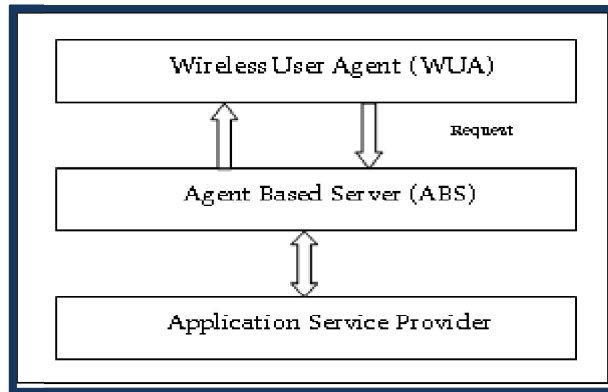 Wireless User Agent (WUA)
Request
Agent Based Server (ABS)
Application Service Provider